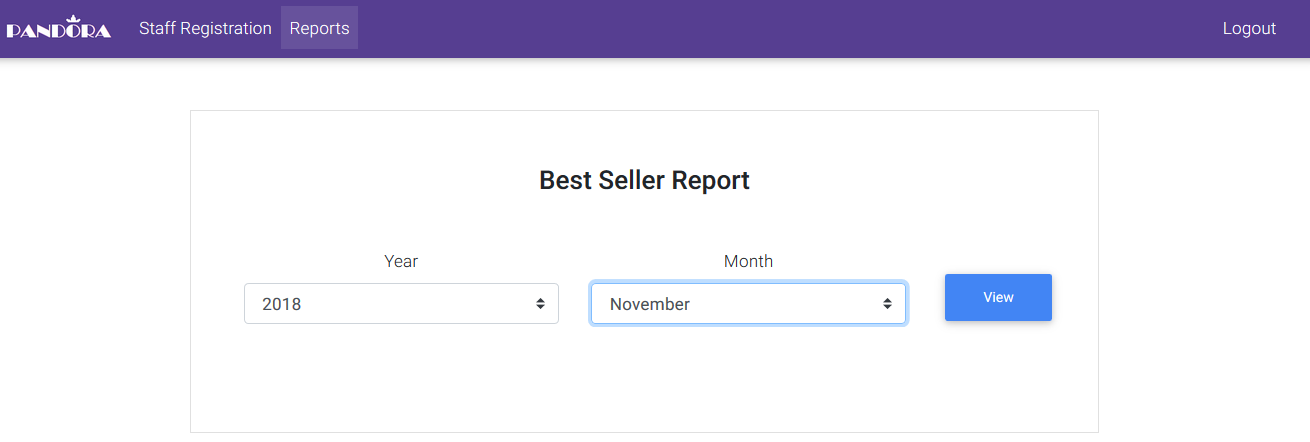 PANDORA Staff Registration Reports Logout
Best Seller Report
Year Month
2018 November View